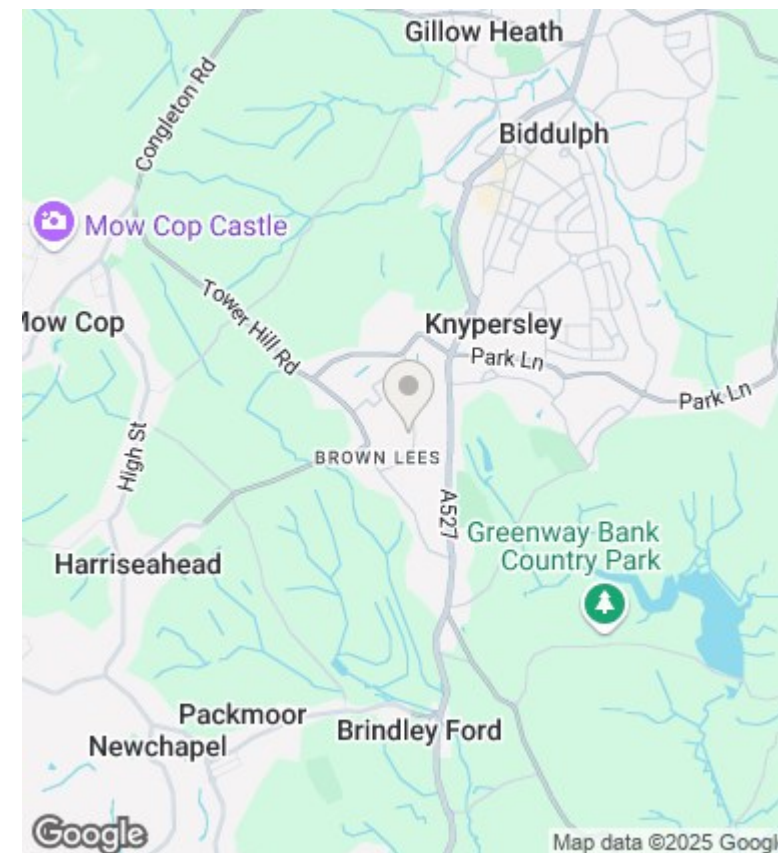 Gillow Heath
Congleton Rd
Biddulph
Mow Cop Castle
Tower Hill Rd
Mow Cop
Knypersley
Park Ln
Park Ln
High St
BROWN LEES
A527
Greenway Bank
Country Park
Harriseahead
Packmoor
Brindley Ford
Newchapel
Google
Map data ©2025 Google